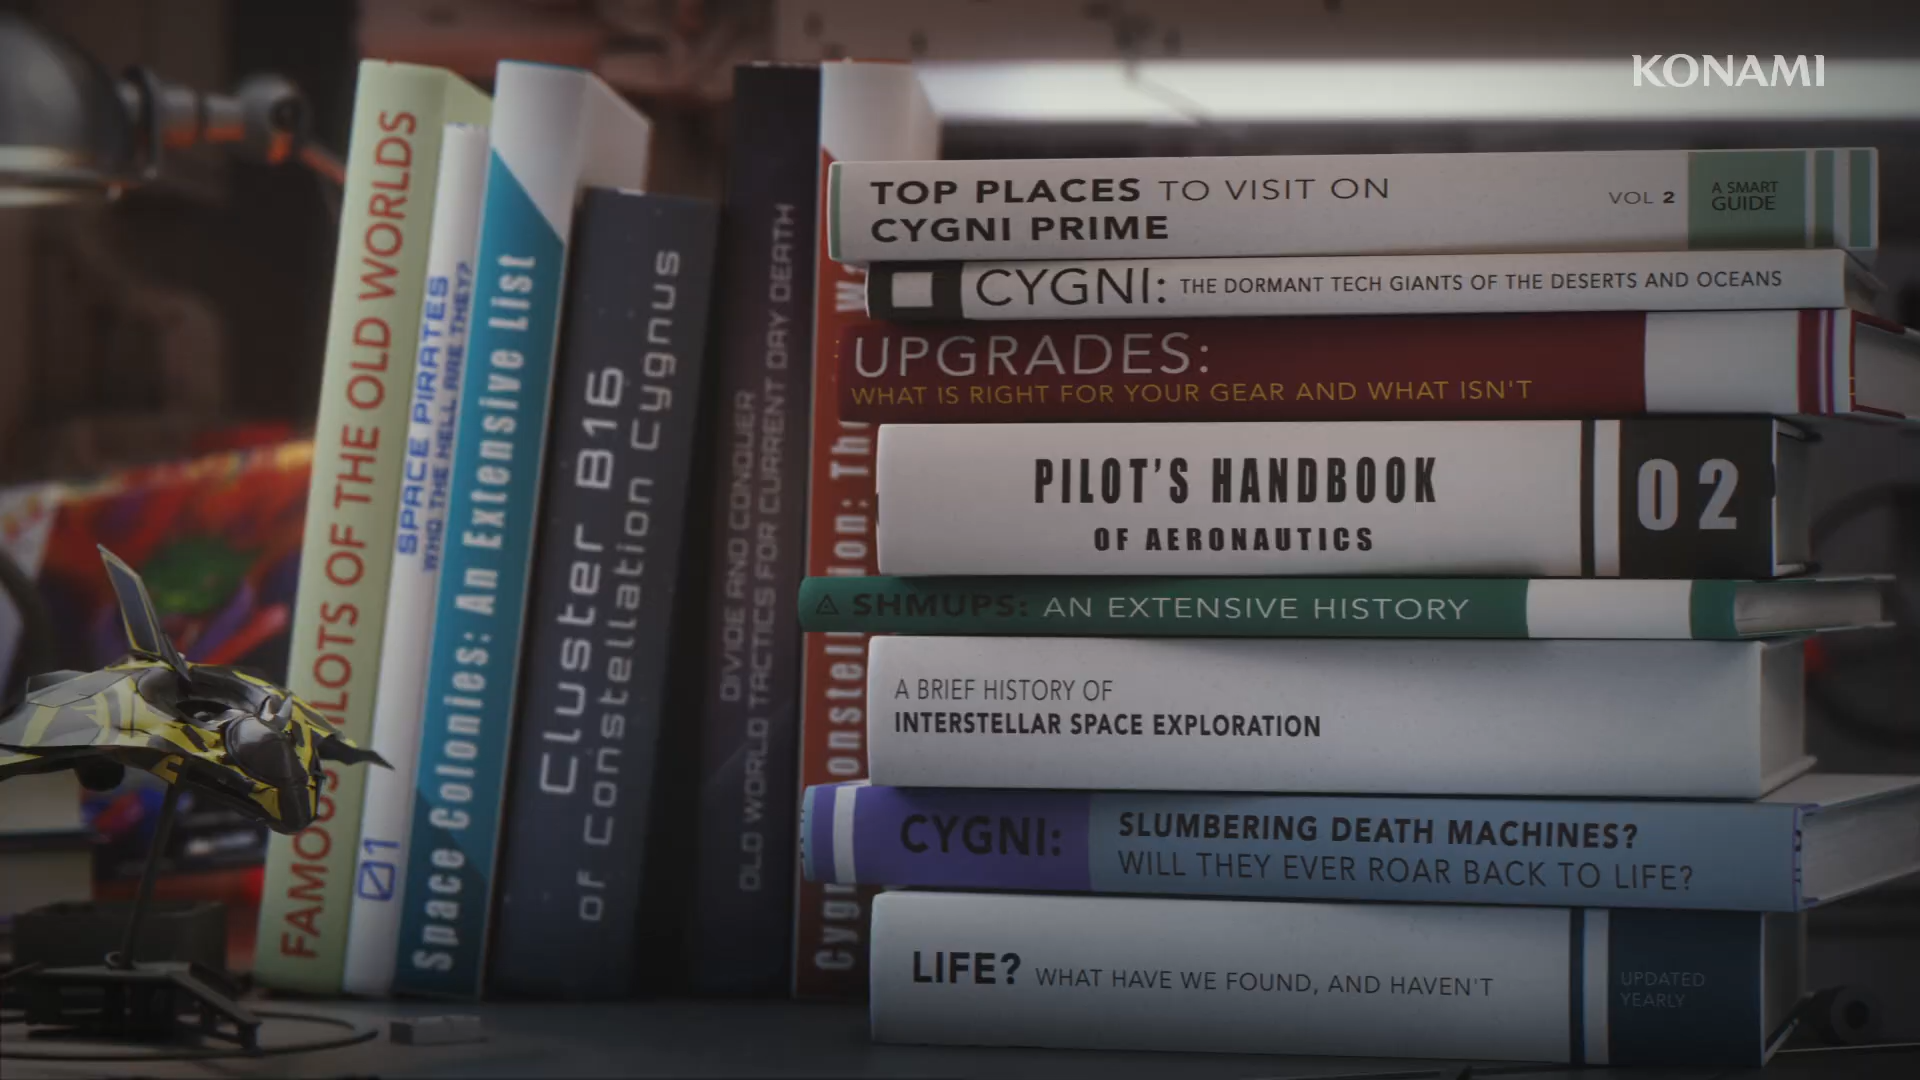 KONAMI
FAMOUS PILOTS OF THE OLD WORLDS
SPACE PIRATES
WHO THE HELL ARE THEY?
01
Space Colonies: An Extensive List
Cluster B16
of Constellation Cygnus
DIVIDE AND CONQUER
OLD WORLD TACTICS FOR CURRENT DAY DEATH
TOP PLACES TO VISIT ON
CYGNI PRIME
VOL 2
A SMART
GUIDE
CYGNI: THE DORMANT TECH GIANTS OF THE DESERTS AND OCEANS
UPGRADES:
WHAT IS RIGHT FOR YOUR GEAR AND WHAT ISN'T
PILOT'S HANDBOOK
OF AERONAUTICS
02
SHMUPS: AN EXTENSIVE HISTORY
A BRIEF HISTORY OF
INTERSTELLAR SPACE EXPLORATION
CYGNI:
SLUMBERING DEATH MACHINES?
WILL THEY EVER ROAR BACK TO LIFE?
LIFE? WHAT HAVE WE FOUND, AND HAVEN'T
UPDATED
YEARLY